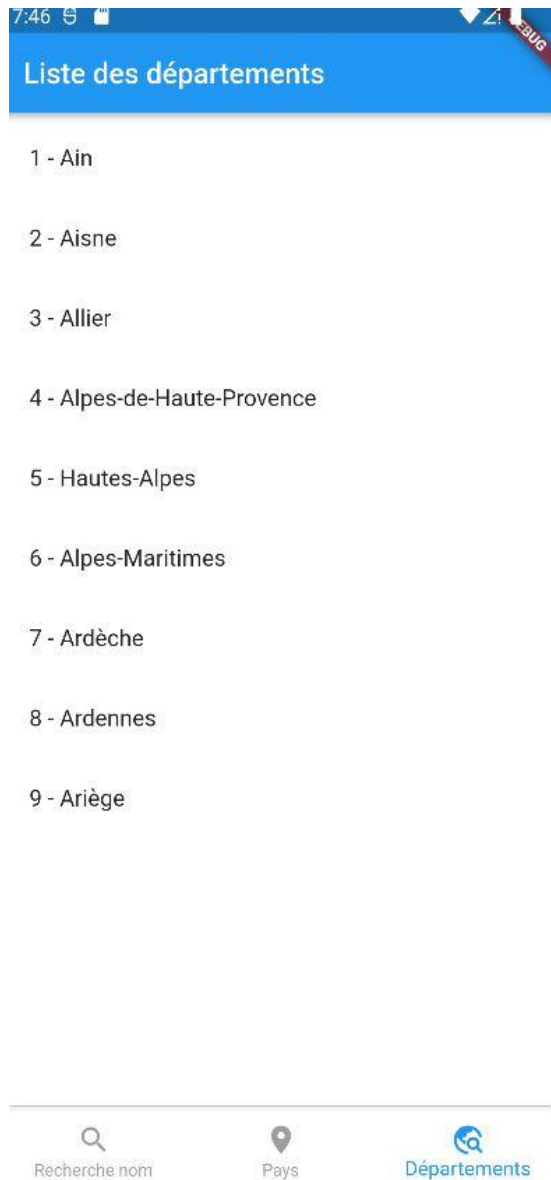 7:46
Liste des départements
1 - Ain
2 - Aisne
3 - Allier
4 - Alpes-de-Haute-Provence
5 - Hautes-Alpes
6 - Alpes-Maritimes
7 - Ardèche
8 - Ardennes
9 - Ariège
Recherche nom
Pays
Départements